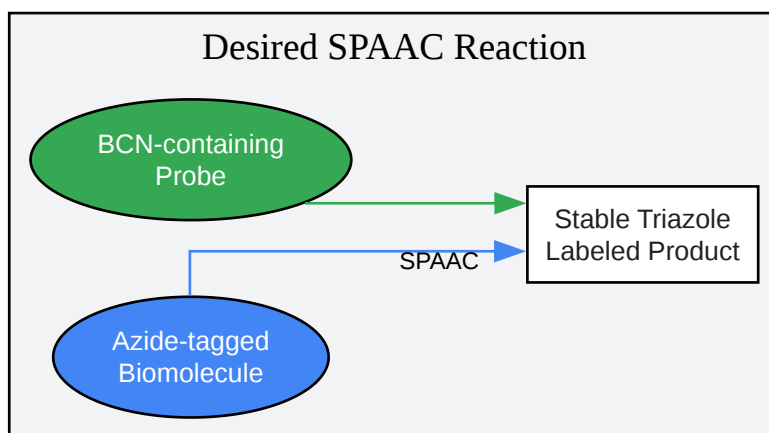 Desired SPAAC Reaction
BCN-containing
Probe
Stable Triazole
Labeled Product
SPAAC
Azide-tagged
Biomolecule